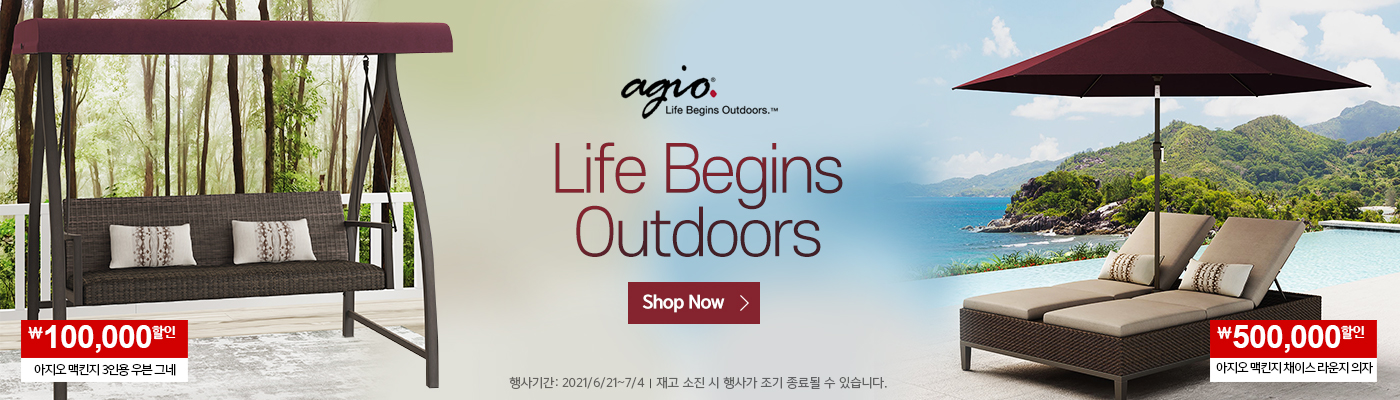 agio.®
Life Begins Outdoors.™
Life Begins
Outdoors
Shop Now
₩100,000할인
아지오 맥킨지 3인용 우븐 그네
₩500,000할인
아지오 맥킨지 채이스 라운지 의자
행사기간: 2021/6/21~7/4 | 재고 소진 시 행사가 조기 종료될 수 있습니다.